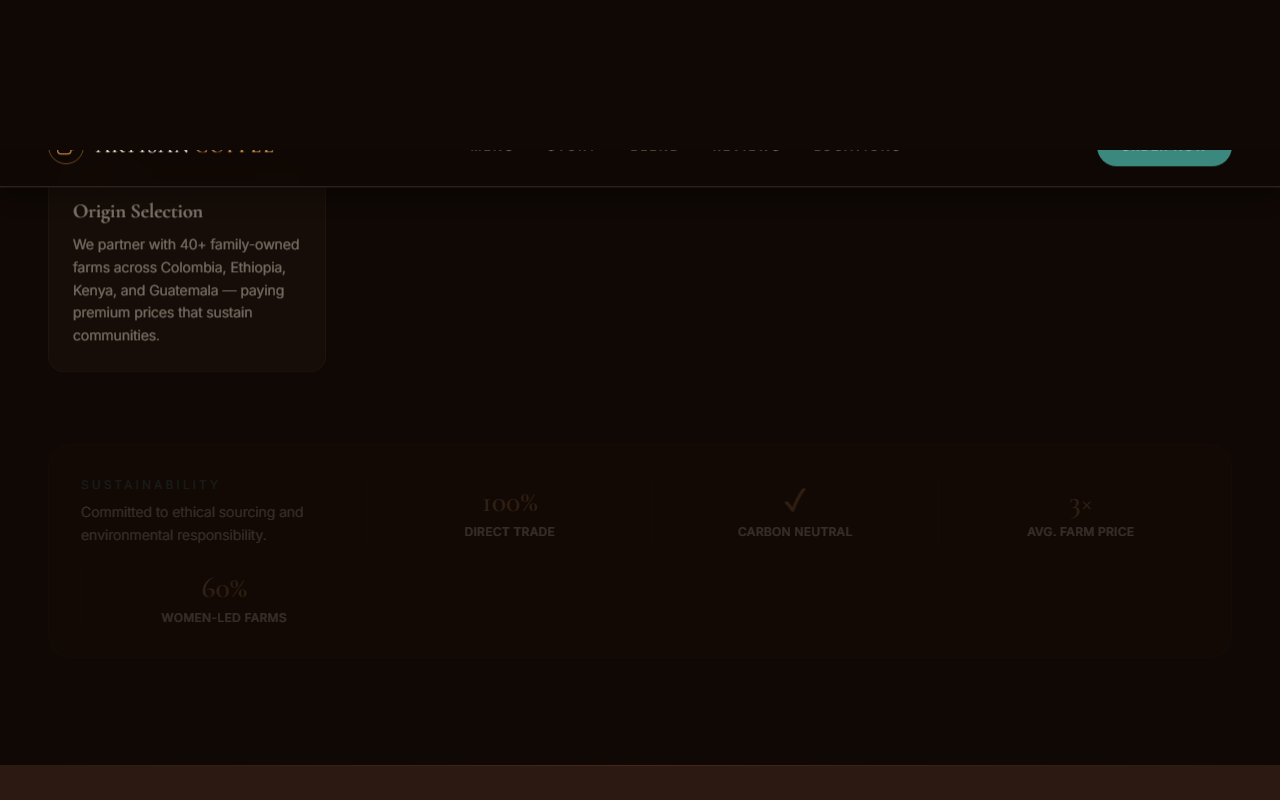 Origin Selection
We partner with 40+ family-owned
farms across Colombia, Ethiopia,
Kenya, and Guatemala — paying
premium prices that sustain
communities.
SUSTAINABILITY
Committed to ethical sourcing and
environmental responsibility.
100%
DIRECT TRADE
✓
CARBON NEUTRAL
3×
AVG. FARM PRICE
60%
WOMEN-LED FARMS